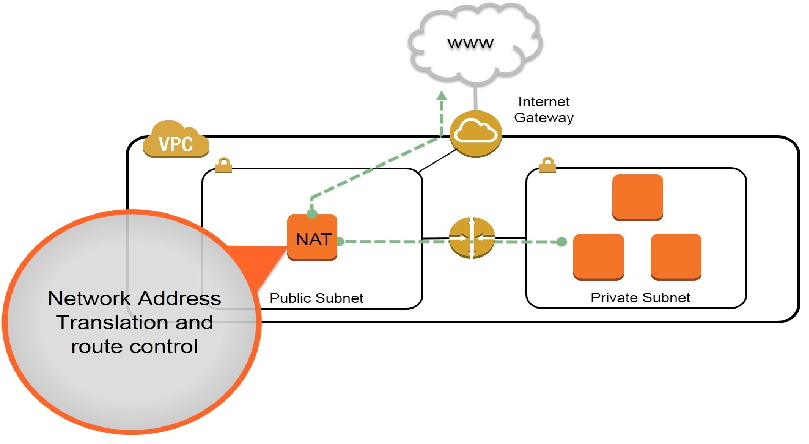 www
Internet
Gateway
VPC
NAT
Public Subnet
Private Subnet
Network Address
Translation and
route control